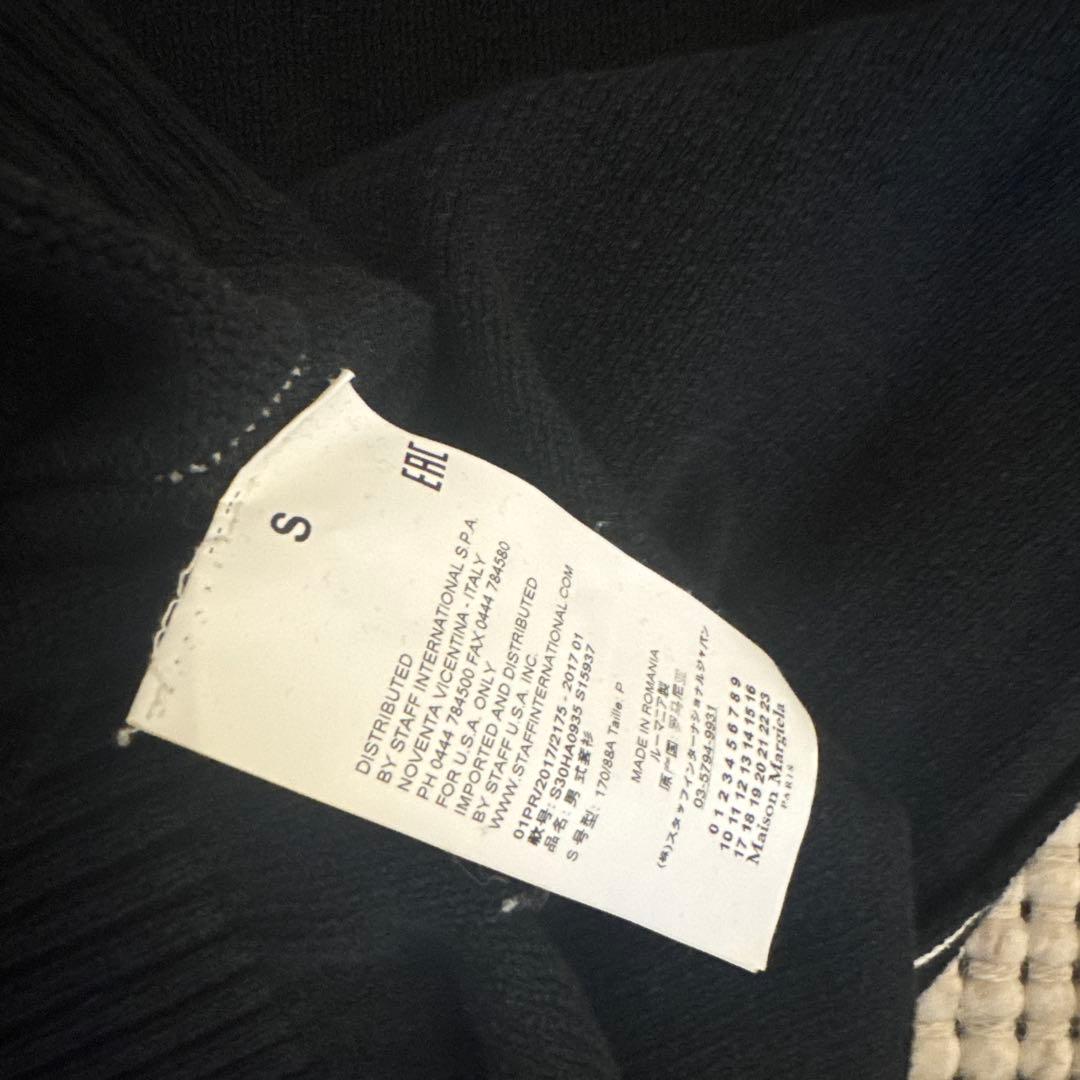 S
EAC
DISTRIBUTED
BY STAFF INTERNATIONAL S.P.A.
NOVENTA VICENTINA - ITALY
PH 0444 784500 FAX 0444 784580
FOR U.S.A. ONLY
IMPORTED AND DISTRIBUTED
BY STAFF U.S.A. INC.
WWW.STAFFINTERNATIONAL.COM
01PR/2017/2175 - 2017 01
款号: S30HA0935 S15937
品名: 男式套衫
S 号型: 170/88A Taille: P
MADE IN ROMANIA
ルーマニア製
原产国: 罗马尼亚
(株)スタッフインターナショナルジャパン
03-5794-9931
0 1 2 3 4 5 6 7 8 9
10 11 12 13 14 15 16
17 18 19 20 21 22 23
Maison Margiela
PARIS